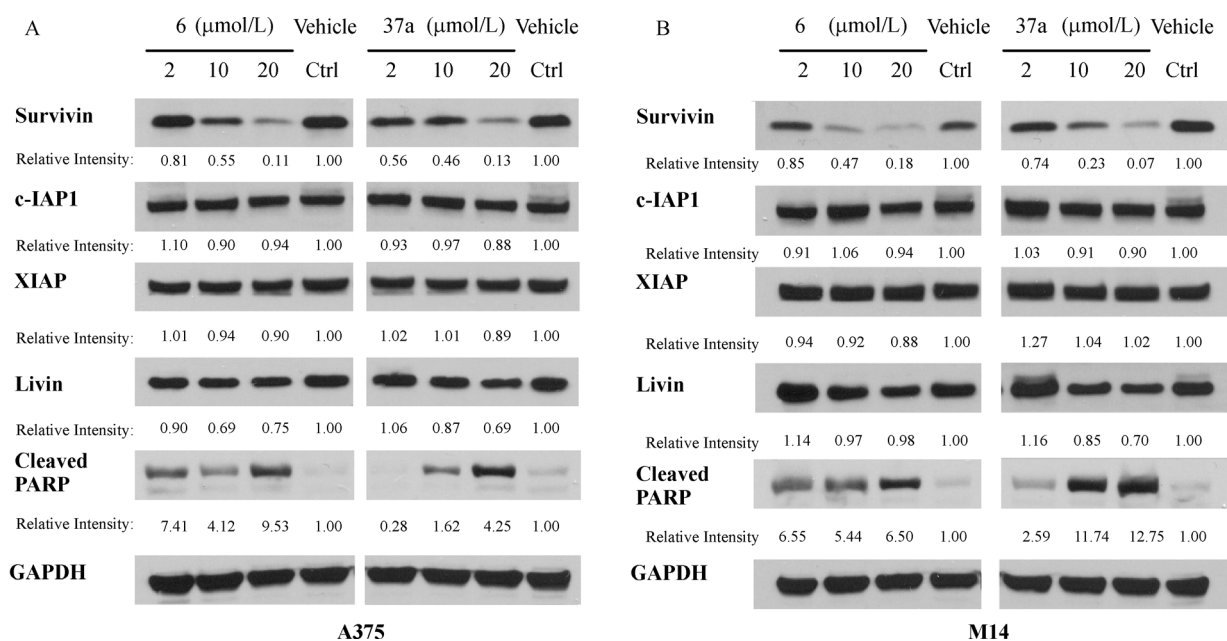 A
6 (μmol/L) Vehicle 37a (μmol/L) Vehicle
2 10 20 Ctrl 2 10 20 Ctrl
Survivin
Relative Intensity: 0.81 0.55 0.11 1.00 0.56 0.46 0.13 1.00
c-IAP1
Relative Intensity: 1.10 0.90 0.94 1.00 0.93 0.97 0.88 1.00
XIAP
Relative Intensity: 1.01 0.94 0.90 1.00 1.02 1.01 0.89 1.00
Livin
Relative Intensity: 0.90 0.69 0.75 1.00 1.06 0.87 0.69 1.00
Cleaved
PARP
Relative Intensity: 7.41 4.12 9.53 1.00 0.28 1.62 4.25 1.00
GAPDH
A375
B
6 (μmol/L) Vehicle 37a (μmol/L) Vehicle
2 10 20 Ctrl 2 10 20 Ctrl
Survivin
Relative Intensity 0.85 0.47 0.18 1.00 0.74 0.23 0.07 1.00
c-IAP1
Relative Intensity 0.91 1.06 0.94 1.00 1.03 0.91 0.90 1.00
XIAP
Relative Intensity 0.94 0.92 0.88 1.00 1.27 1.04 1.02 1.00
Livin
Relative Intensity 1.14 0.97 0.98 1.00 1.16 0.85 0.70 1.00
Cleaved
PARP
Relative Intensity 6.55 5.44 6.50 1.00 2.59 11.74 12.75 1.00
GAPDH
M14